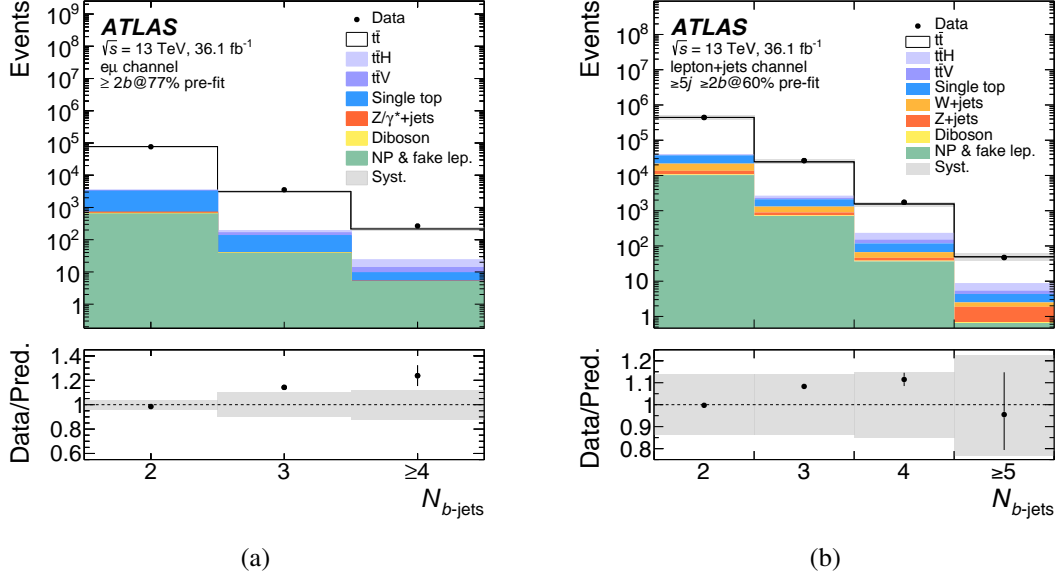 Events
10⁹
10⁸
10⁷
10⁶
10⁵
10⁴
10³
10²
10
1
ATLAS
√s = 13 TeV, 36.1 fb⁻¹
eμ channel
≥ 2b@77% pre-fit
Data
tt̄
tt̄H
tt̄V
Single top
Z/γ*+jets
Diboson
NP & fake lep.
Syst.
Data/Pred.
1.4
1.2
1
0.8
0.6
2 3 ≥4
N b-jets
(a)
Events
10⁹
10⁸
10⁷
10⁶
10⁵
10⁴
10³
10²
10
1
ATLAS
√s = 13 TeV, 36.1 fb⁻¹
lepton+jets channel
≥5j ≥2b@60% pre-fit
Data
tt̄
tt̄H
tt̄V
Single top
W+jets
Z+jets
Diboson
NP & fake lep.
Syst.
Data/Pred.
1.2
1.1
1
0.9
0.8
2 3 4 ≥5
N b-jets
(b)